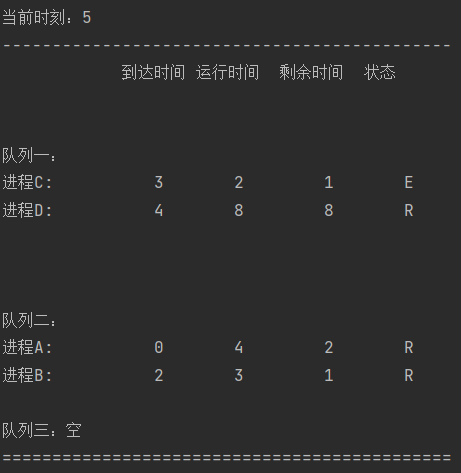 当前时刻：5
--------------------------------------------
到达时间 运行时间 剩余时间 状态
队列一：
进程C: 3 2 1 E
进程D: 4 8 8 R
队列二：
进程A: 0 4 2 R
进程B: 2 3 1 R
队列三：空
============================================